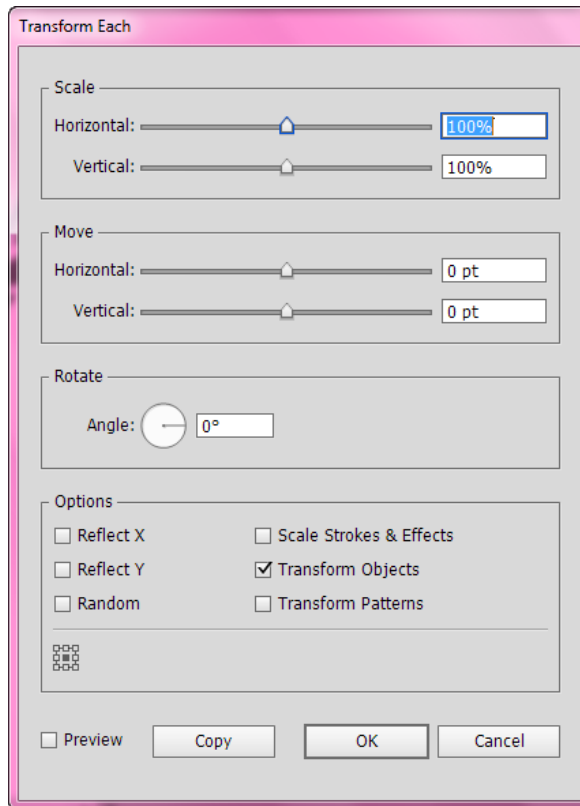 Transform Each
Scale
Horizontal: 100%
Vertical: 100%
Move
Horizontal: 0 pt
Vertical: 0 pt
Rotate
Angle: 0°
Options
Reflect X Scale Strokes & Effects
Reflect Y Transform Objects
Random Transform Patterns
Preview Copy OK Cancel